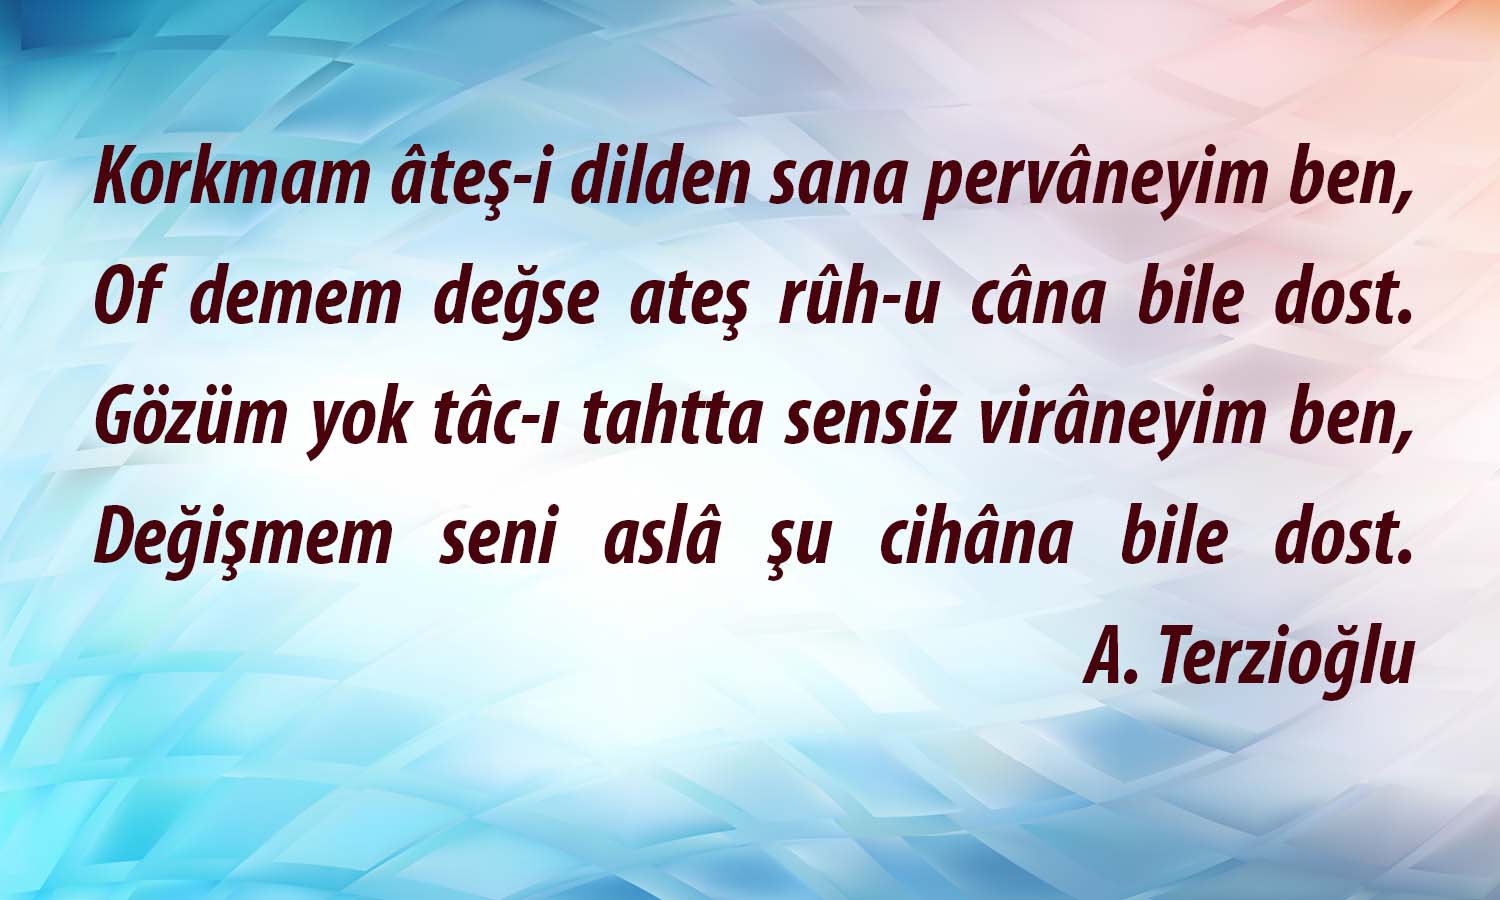 Korkmam âteş-i dilden sana pervâneyim ben,
Of demem değse ateş rûh-u câna bile dost.
Gözüm yok tâc-ı tahtta sensiz virâneyim ben,
Değişmem seni aslâ şu cihâna bile dost.
A. Terzioğlu